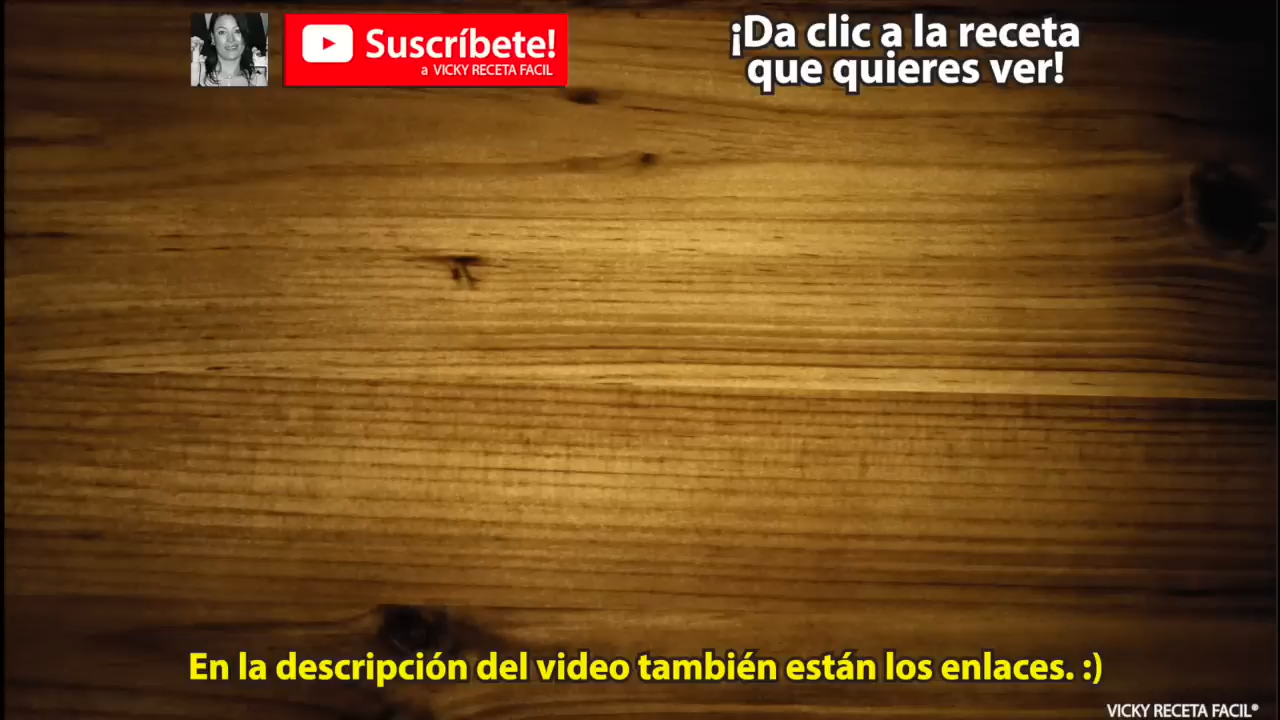 Suscríbete!
a VICKY RECETA FACIL
¡Da clic a la receta
que quieres ver!
En la descripción del video también están los enlaces. :)
VICKY RECETA FACIL®